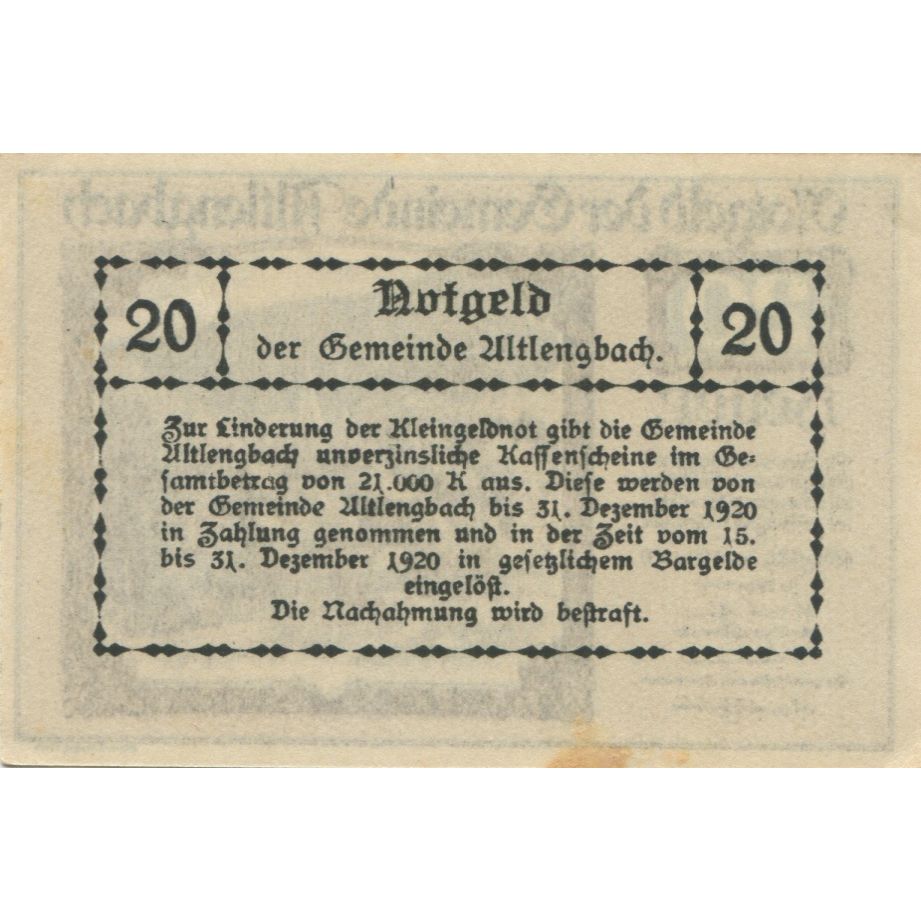 Notgeld
20 der Gemeinde Altlengbach. 20
Zur Linderung der Kleingeldnot gibt die Gemeinde
Altlengbach unverzinsliche Kassenscheine im Ge-
samtbetrag von 21.000 K aus. Diese werden von
der Gemeinde Altlengbach bis 31. Dezember 1920
in Zahlung genommen und in der Zeit vom 15.
bis 31. Dezember 1920 in gesetzlichem Bargelde
eingelöst.
Die Nachahmung wird bestraft.